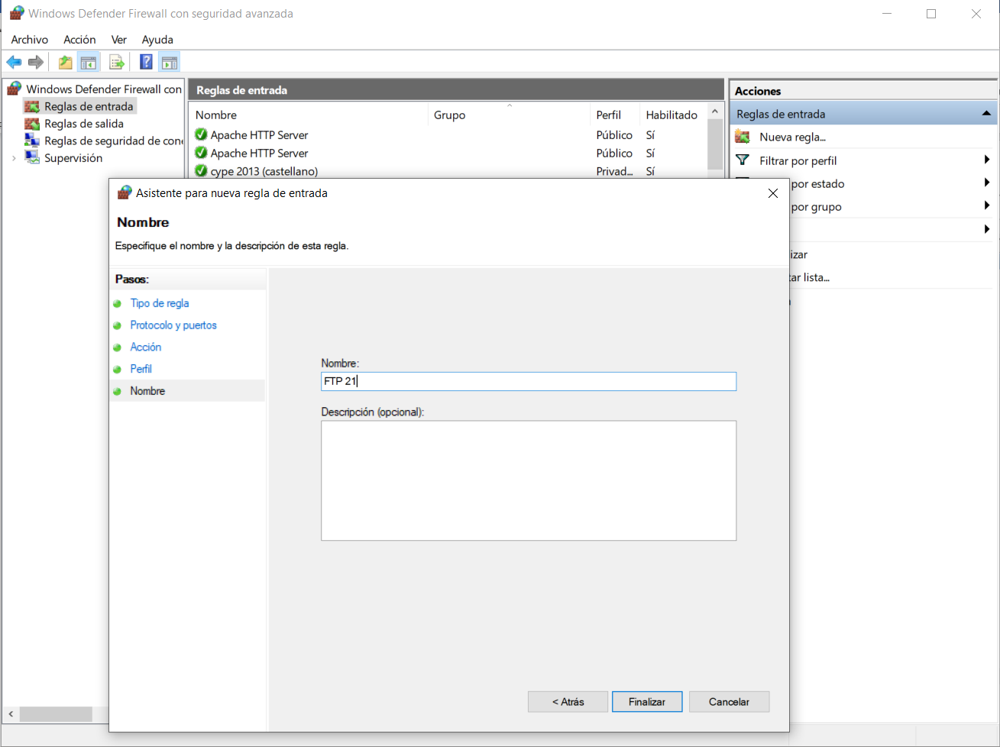 Windows Defender Firewall con seguridad avanzada
Archivo Acción Ver Ayuda
Windows Defender Firewall con
Reglas de entrada
Reglas de salida
Reglas de seguridad de cone
Supervisión
Reglas de entrada
Nombre Grupo Perfil Habilitado
Apache HTTP Server Público Sí
Apache HTTP Server Público Sí
cype 2013 (castellano) Privad... Sí
Acciones
Reglas de entrada
Nueva regla...
Filtrar por perfil
por estado
por grupo
izar
tar lista...
Asistente para nueva regla de entrada
Nombre
Especifique el nombre y la descripción de esta regla.
Pasos:
Tipo de regla
Protocolo y puertos
Acción
Perfil
Nombre
Nombre:
FTP 21
Descripción (opcional):
< Atrás Finalizar Cancelar